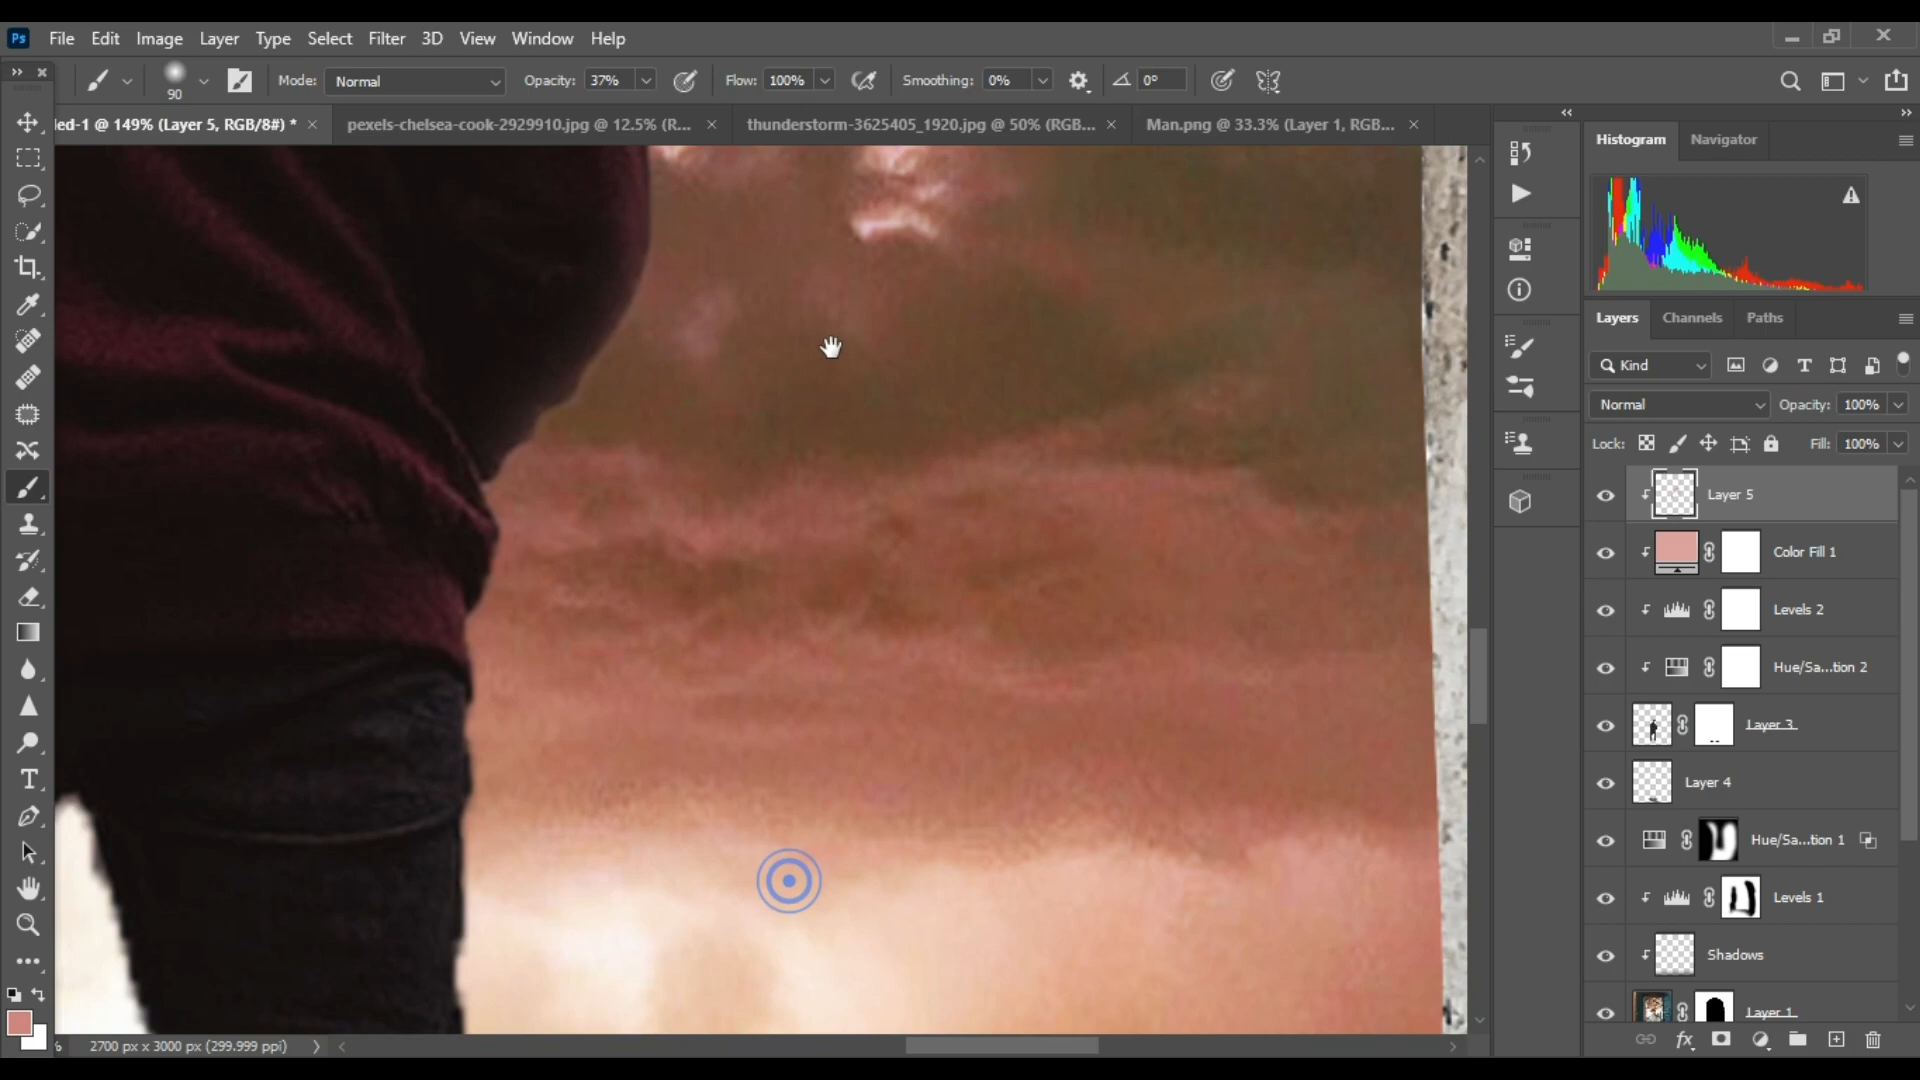 Ps File Edit Image Layer Type Select Filter 3D View Window Help
90 Mode: Normal Opacity: 37% Flow: 100% Smoothing: 0% 0°
led-1 @ 149% (Layer 5, RGB/8#) * pexels-chelsea-cook-2929910.jpg @ 12.5% (R... thunderstorm-3625405_1920.jpg @ 50% (RGB... Man.png @ 33.3% (Layer 1, RGB...
Histogram Navigator
Layers Channels Paths
Kind
Normal Opacity: 100%
Lock: Fill: 100%
Layer 5
Color Fill 1
Levels 2
Hue/Sa...tion 2
Layer 3
Layer 4
Hue/Sa...tion 1
Levels 1
Shadows
Layer 1
% 2700 px x 3000 px (299.999 ppi)
fx